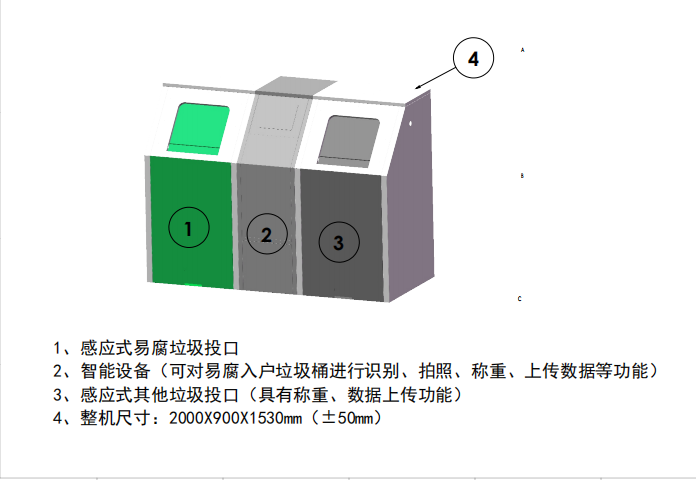 4
A
B
1
2
3
C
1、感应式易腐垃圾投口
2、智能设备（可对易腐入户垃圾桶进行识别、拍照、称重、上传数据等功能）
3、感应式其他垃圾投口（具有称重、数据上传功能）
4、整机尺寸：2000X900X1530mm（±50mm）